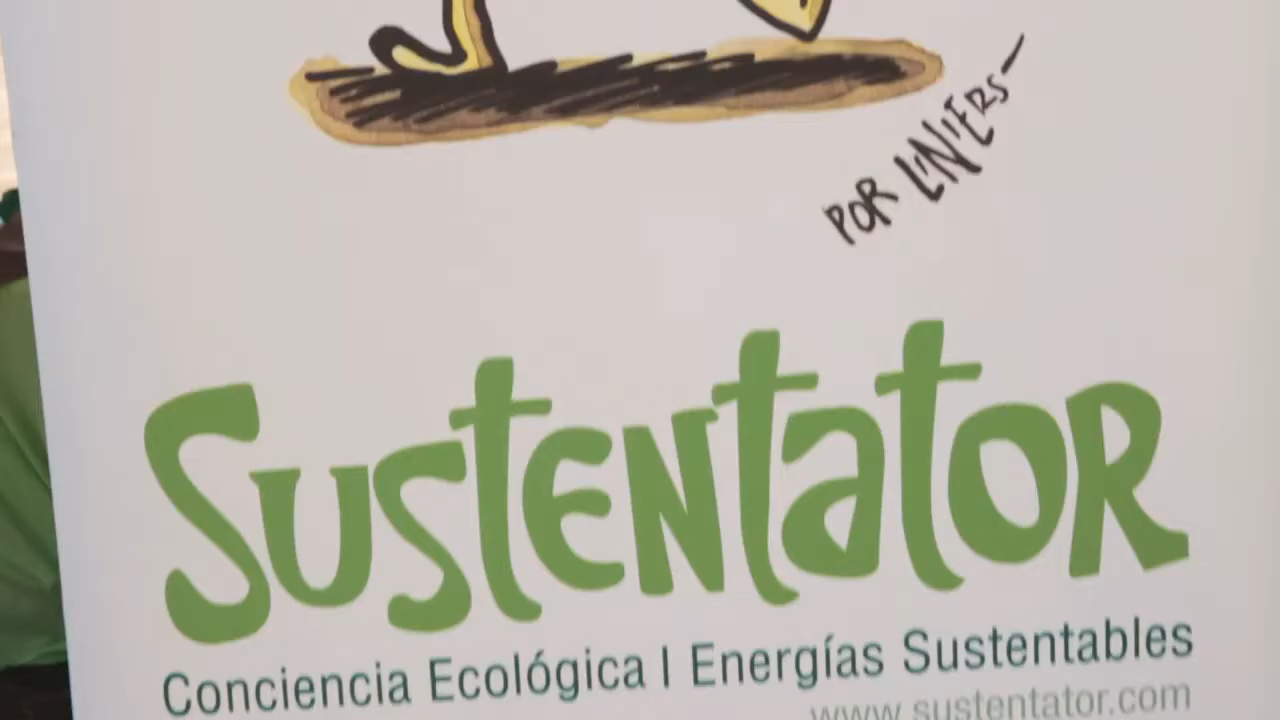 POR LINIERS
SUSTENTATOR
Conciencia Ecológica | Energías Sustentables
www.sustentator.com